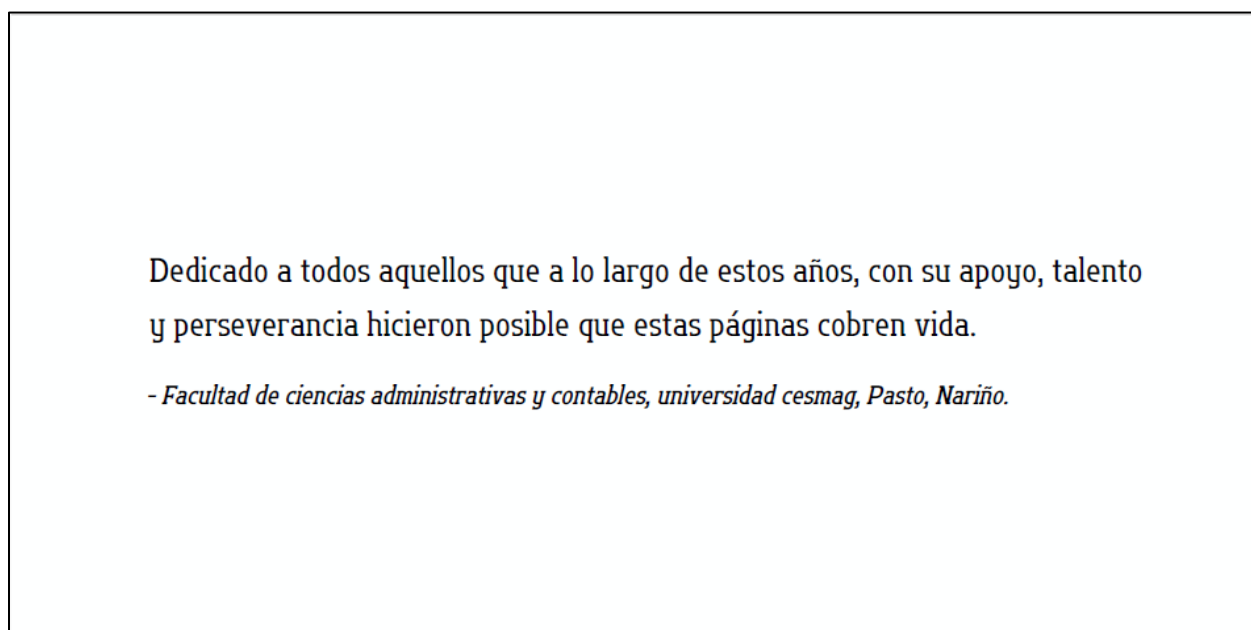 Dedicado a todos aquellos que a lo largo de estos años, con su apoyo, talento
y perseverancia hicieron posible que estas páginas cobren vida.
- Facultad de ciencias administrativas y contables, universidad cesmag, Pasto, Nariño.